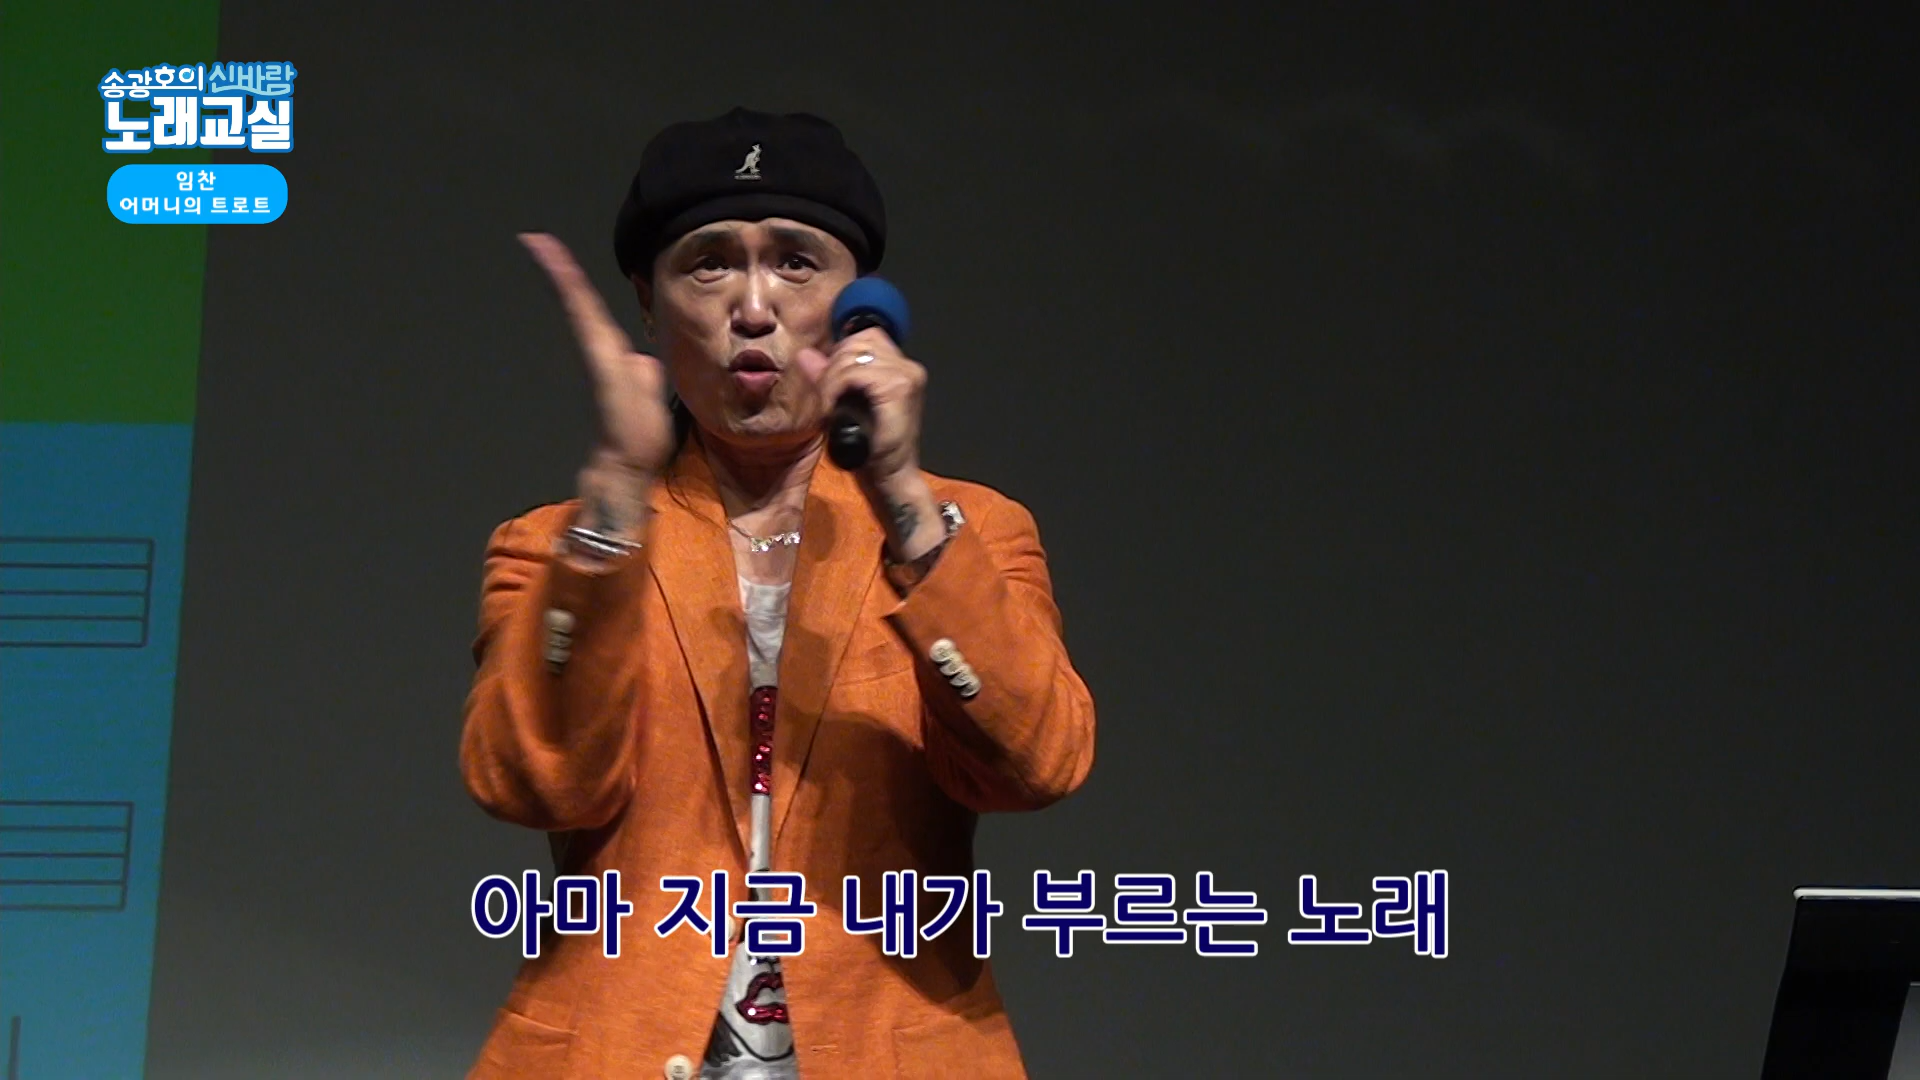 송광호의 신바람
노래교실
임찬
어머니의 트로트
아마 지금 내가 부르는 노래